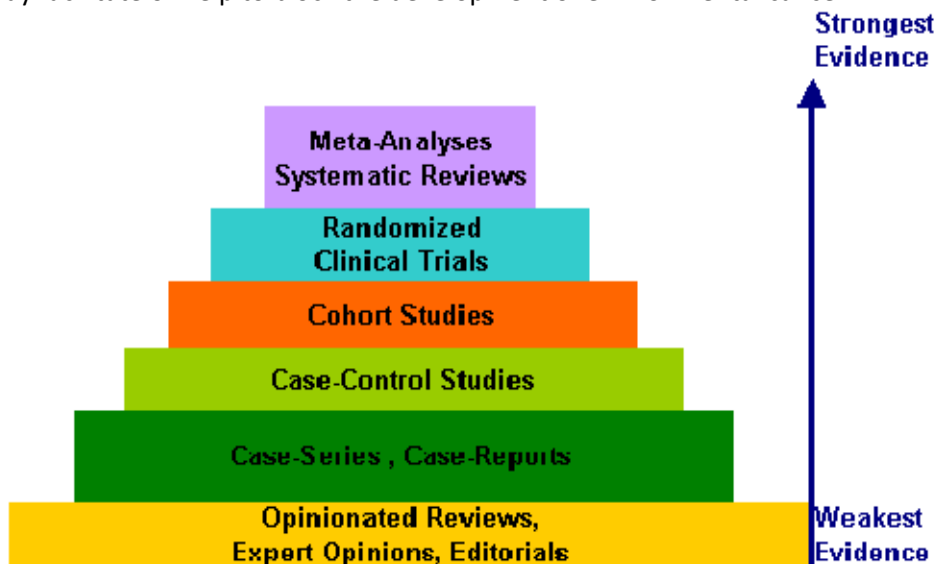 Strongest
Evidence
Meta-Analyses
Systematic Reviews
Randomized
Clinical Trials
Cohort Studies
Case-Control Studies
Case-Series , Case-Reports
Opinionated Reviews,
Expert Opinions, Editorials
Weakest
Evidence